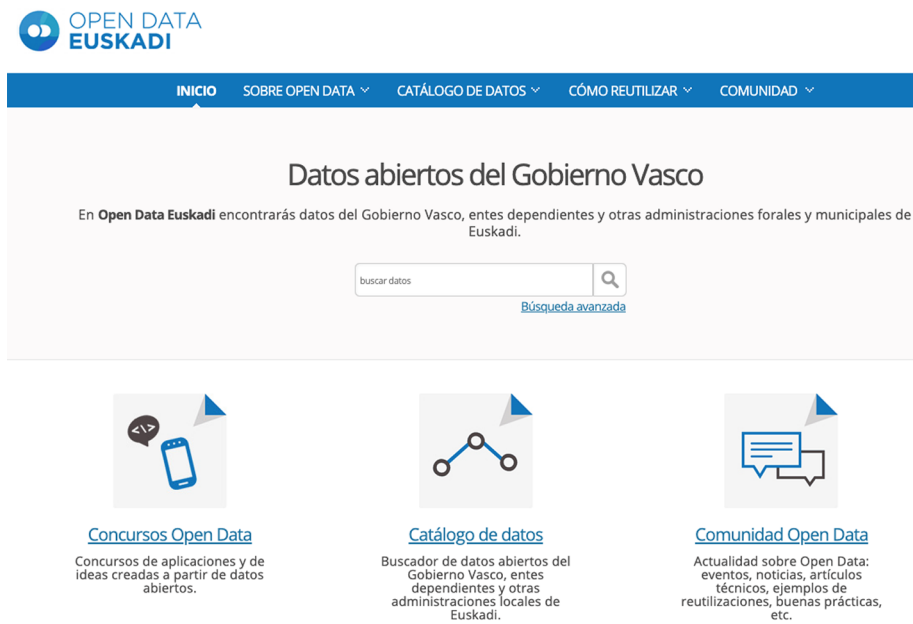 OPEN DATA
EUSKADI
INICIO SOBRE OPEN DATA CATÁLOGO DE DATOS CÓMO REUTILIZAR COMUNIDAD
Datos abiertos del Gobierno Vasco
En Open Data Euskadi encontrarás datos del Gobierno Vasco, entes dependientes y otras administraciones forales y municipales de
Euskadi.
buscar datos
Búsqueda avanzada
</>
Concursos Open Data
Concursos de aplicaciones y de
ideas creadas a partir de datos
abiertos.
Catálogo de datos
Buscador de datos abiertos del
Gobierno Vasco, entes
dependientes y otras
administraciones locales de
Euskadi.
Comunidad Open Data
Actualidad sobre Open Data:
eventos, noticias, artículos
técnicos, ejemplos de
reutilizaciones, buenas prácticas,
etc.